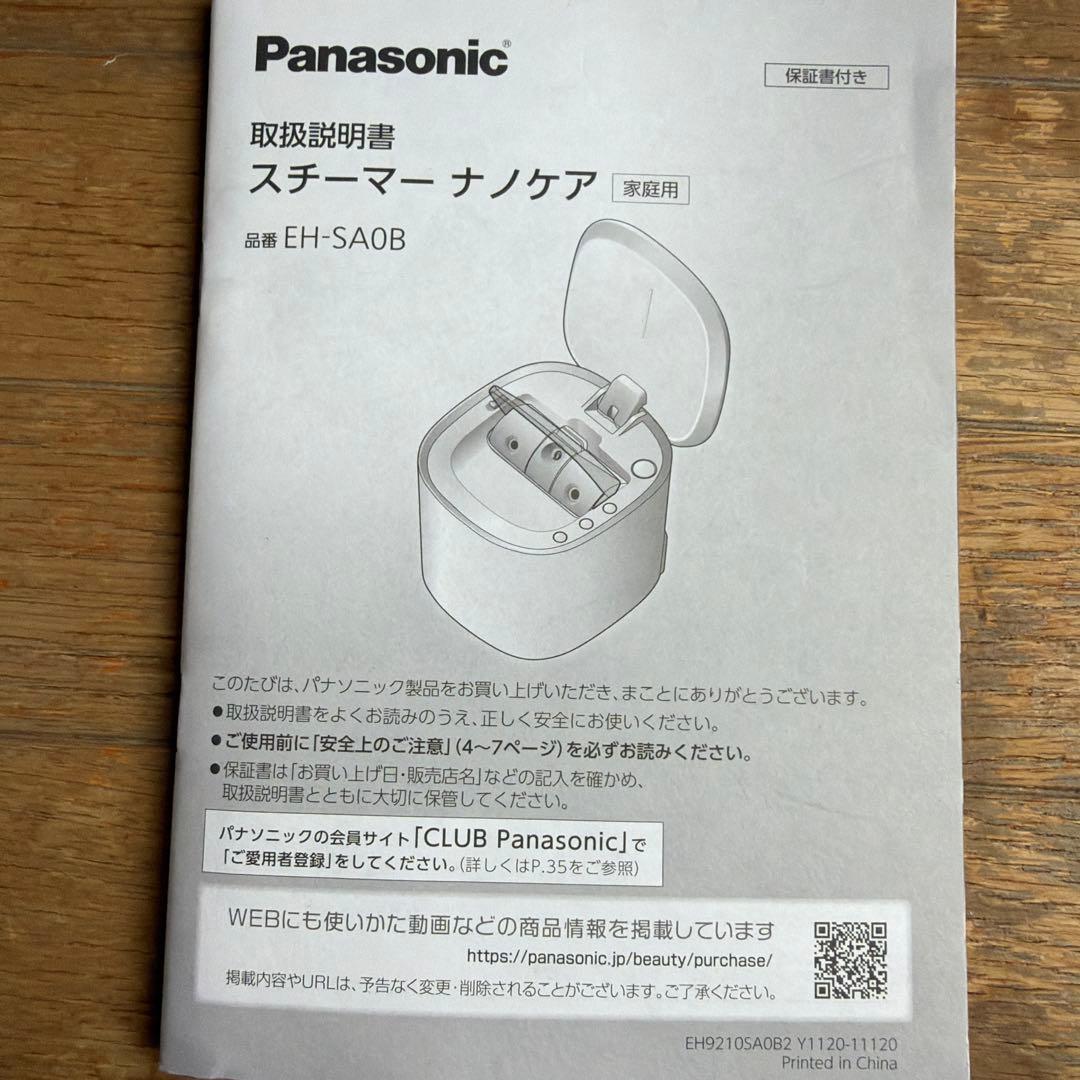 Panasonic®
保証書付き
取扱説明書
スチーマー ナノケア 家庭用
品番 EH-SA0B
このたびは、パナソニック製品をお買い上げいただき、まことにありがとうございます。
●取扱説明書をよくお読みのうえ、正しく安全にお使いください。
●ご使用前に「安全上のご注意」（4～7ページ）を必ずお読みください。
●保証書は「お買い上げ日・販売店名」などの記入を確かめ、
取扱説明書とともに大切に保管してください。
パナソニックの会員サイト「CLUB Panasonic」で
「ご愛用者登録」をしてください。（詳しくはP.35をご参照）
WEBにも使いかた動画などの商品情報を掲載しています
https://panasonic.jp/beauty/purchase/
掲載内容やURLは、予告なく変更・削除されることがございます。ご了承ください。
EH9210SA0B2 Y1120-11120
Printed in China